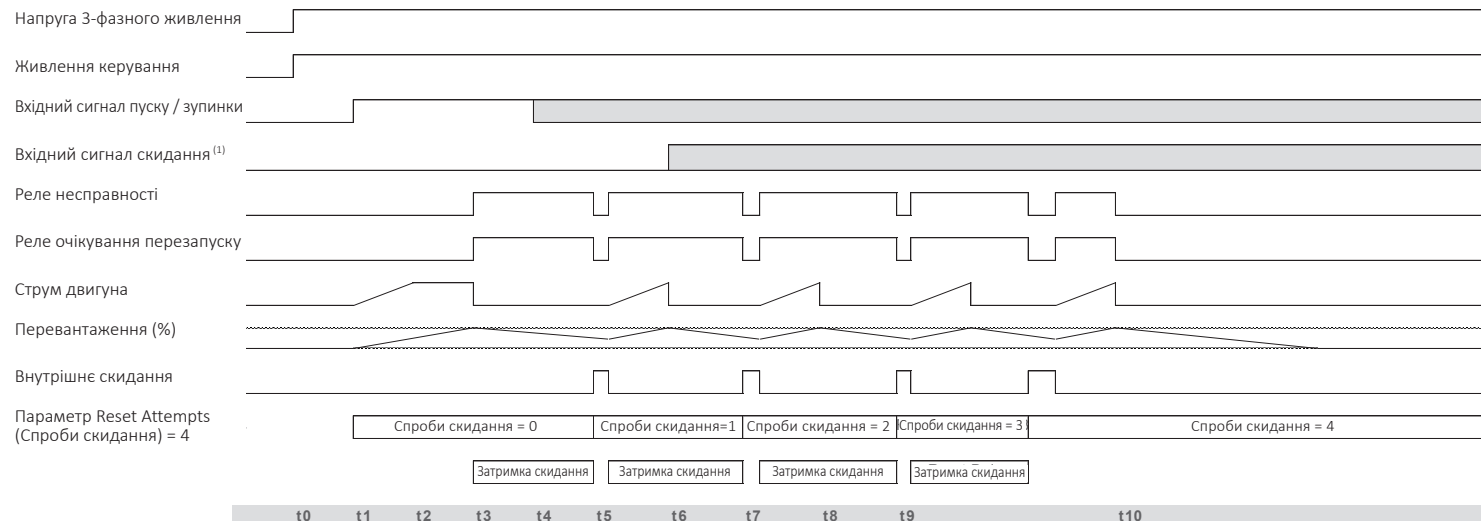 Напруга 3-фазного живлення
Живлення керування
Вхідний сигнал пуску / зупинки
Вхідний сигнал скидання (1)
Реле несправності
Реле очікування перезапуску
Струм двигуна
Перевантаження (%)
Внутрішнє скидання
Параметр Reset Attempts
(Спроби скидання) = 4
Спроби скидання = 0
Спроби скидання=1
Спроби скидання = 2
Спроби скидання = 3
Спроби скидання = 4
Затримка скидання
Затримка скидання
Затримка скидання
Затримка скидання
t0 t1 t2 t3 t4 t5 t6 t7 t8 t9 t10